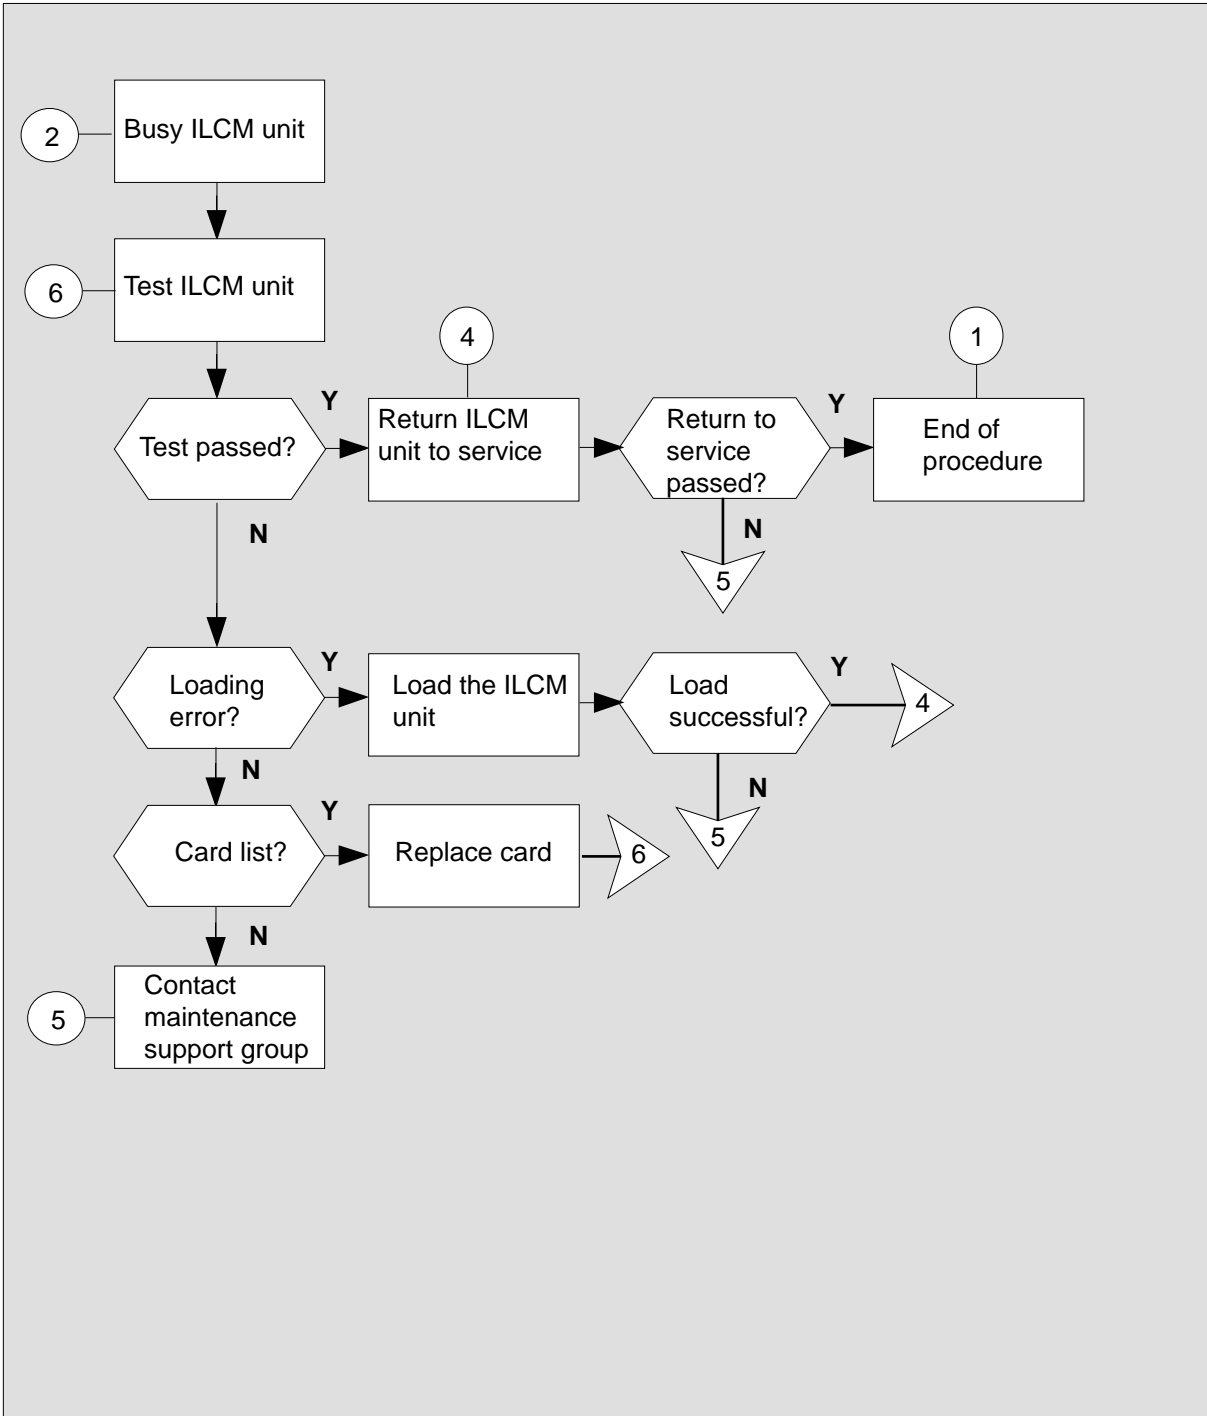 2
Busy ILCM unit
6
Test ILCM unit
4
1
Test passed?
Y
Return ILCM
unit to service
Return to
service
passed?
Y
End of
procedure
N
N
5
Loading
error?
Y
Load the ILCM
unit
Load
successful?
Y
4
N
N
5
Card list?
Y
Replace card
6
N
5
Contact
maintenance
support group